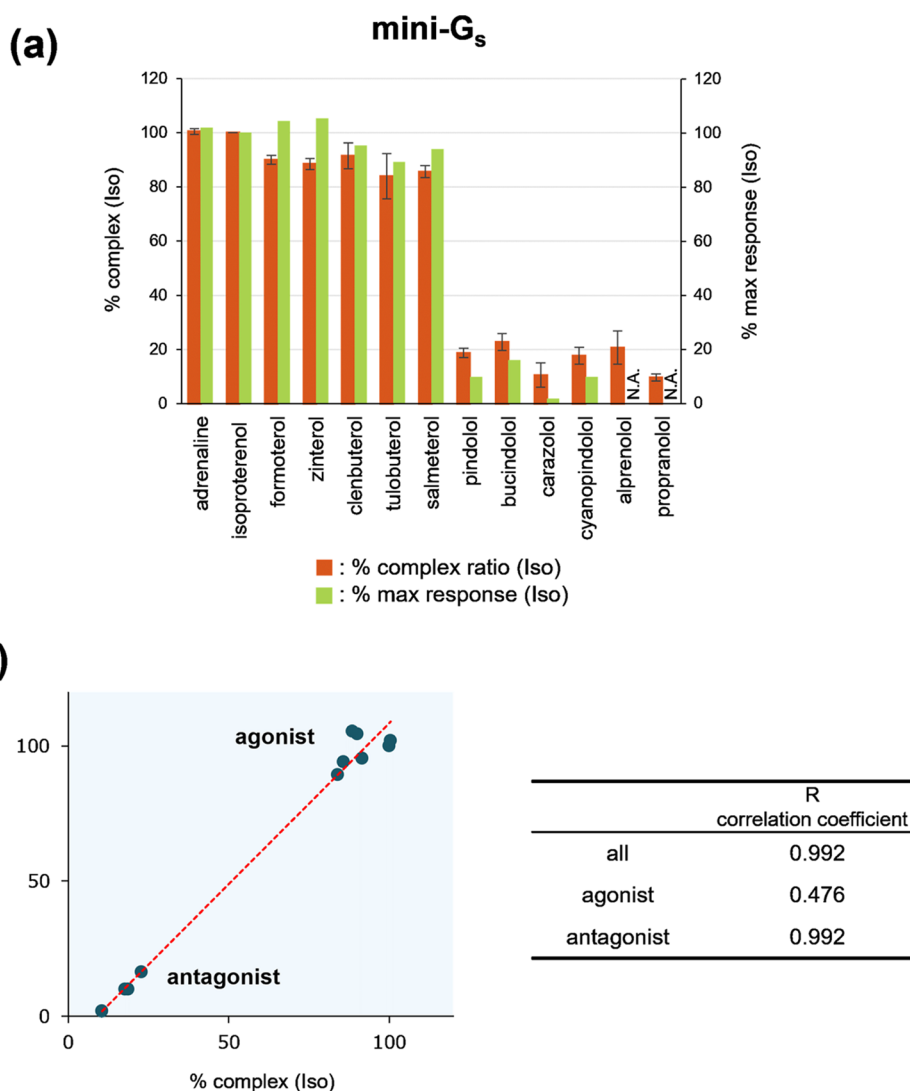 (a)
mini-Gs
120
100
80
60
40
20
0
% complex (Iso)
120
100
80
60
40
20
0
% max response (Iso)
N.A.
N.A.
adrenaline
isoproterenol
formoterol
zinterol
clenbuterol
tulobuterol
salmeterol
pindolol
bucindolol
carazolol
cyanopindolol
alprenolol
propranolol
: % complex ratio (Iso)
: % max response (Iso)
)
agonist
antagonist
100
50
0
0 50 100
% complex (Iso)
R
correlation coefficient
all 0.992
agonist 0.476
antagonist 0.992